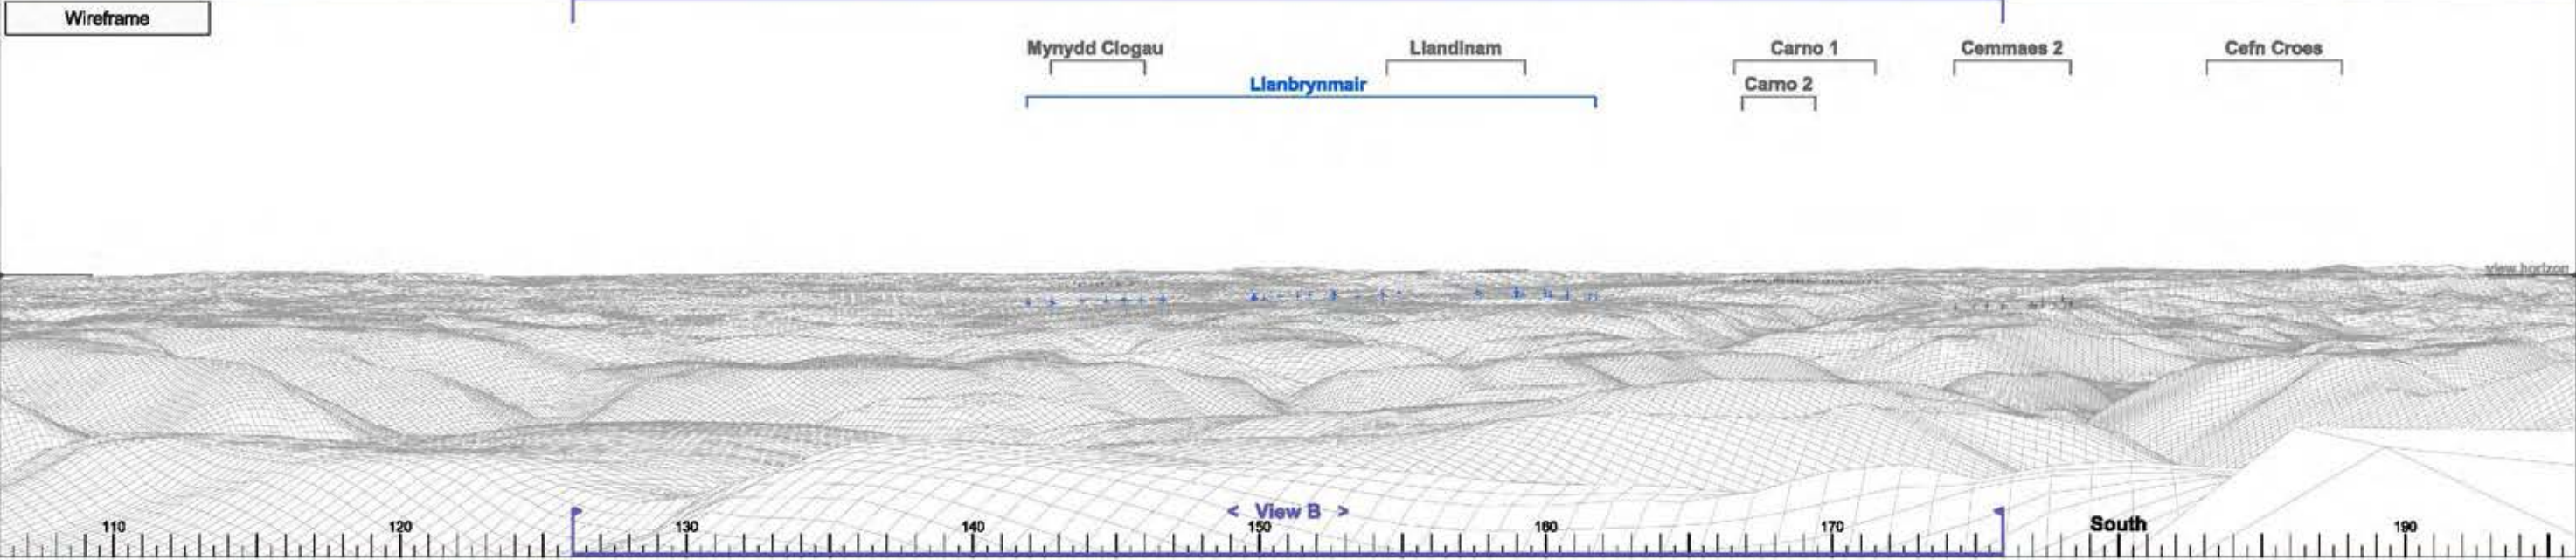 Wireframe
Mynydd Clogau Llandinam Carno 1 Cemmaes 2 Cefn Croes
Llanbrynmair Carno 2
view horizon
< View B >
110 120 130 140 150 160 170 South 190